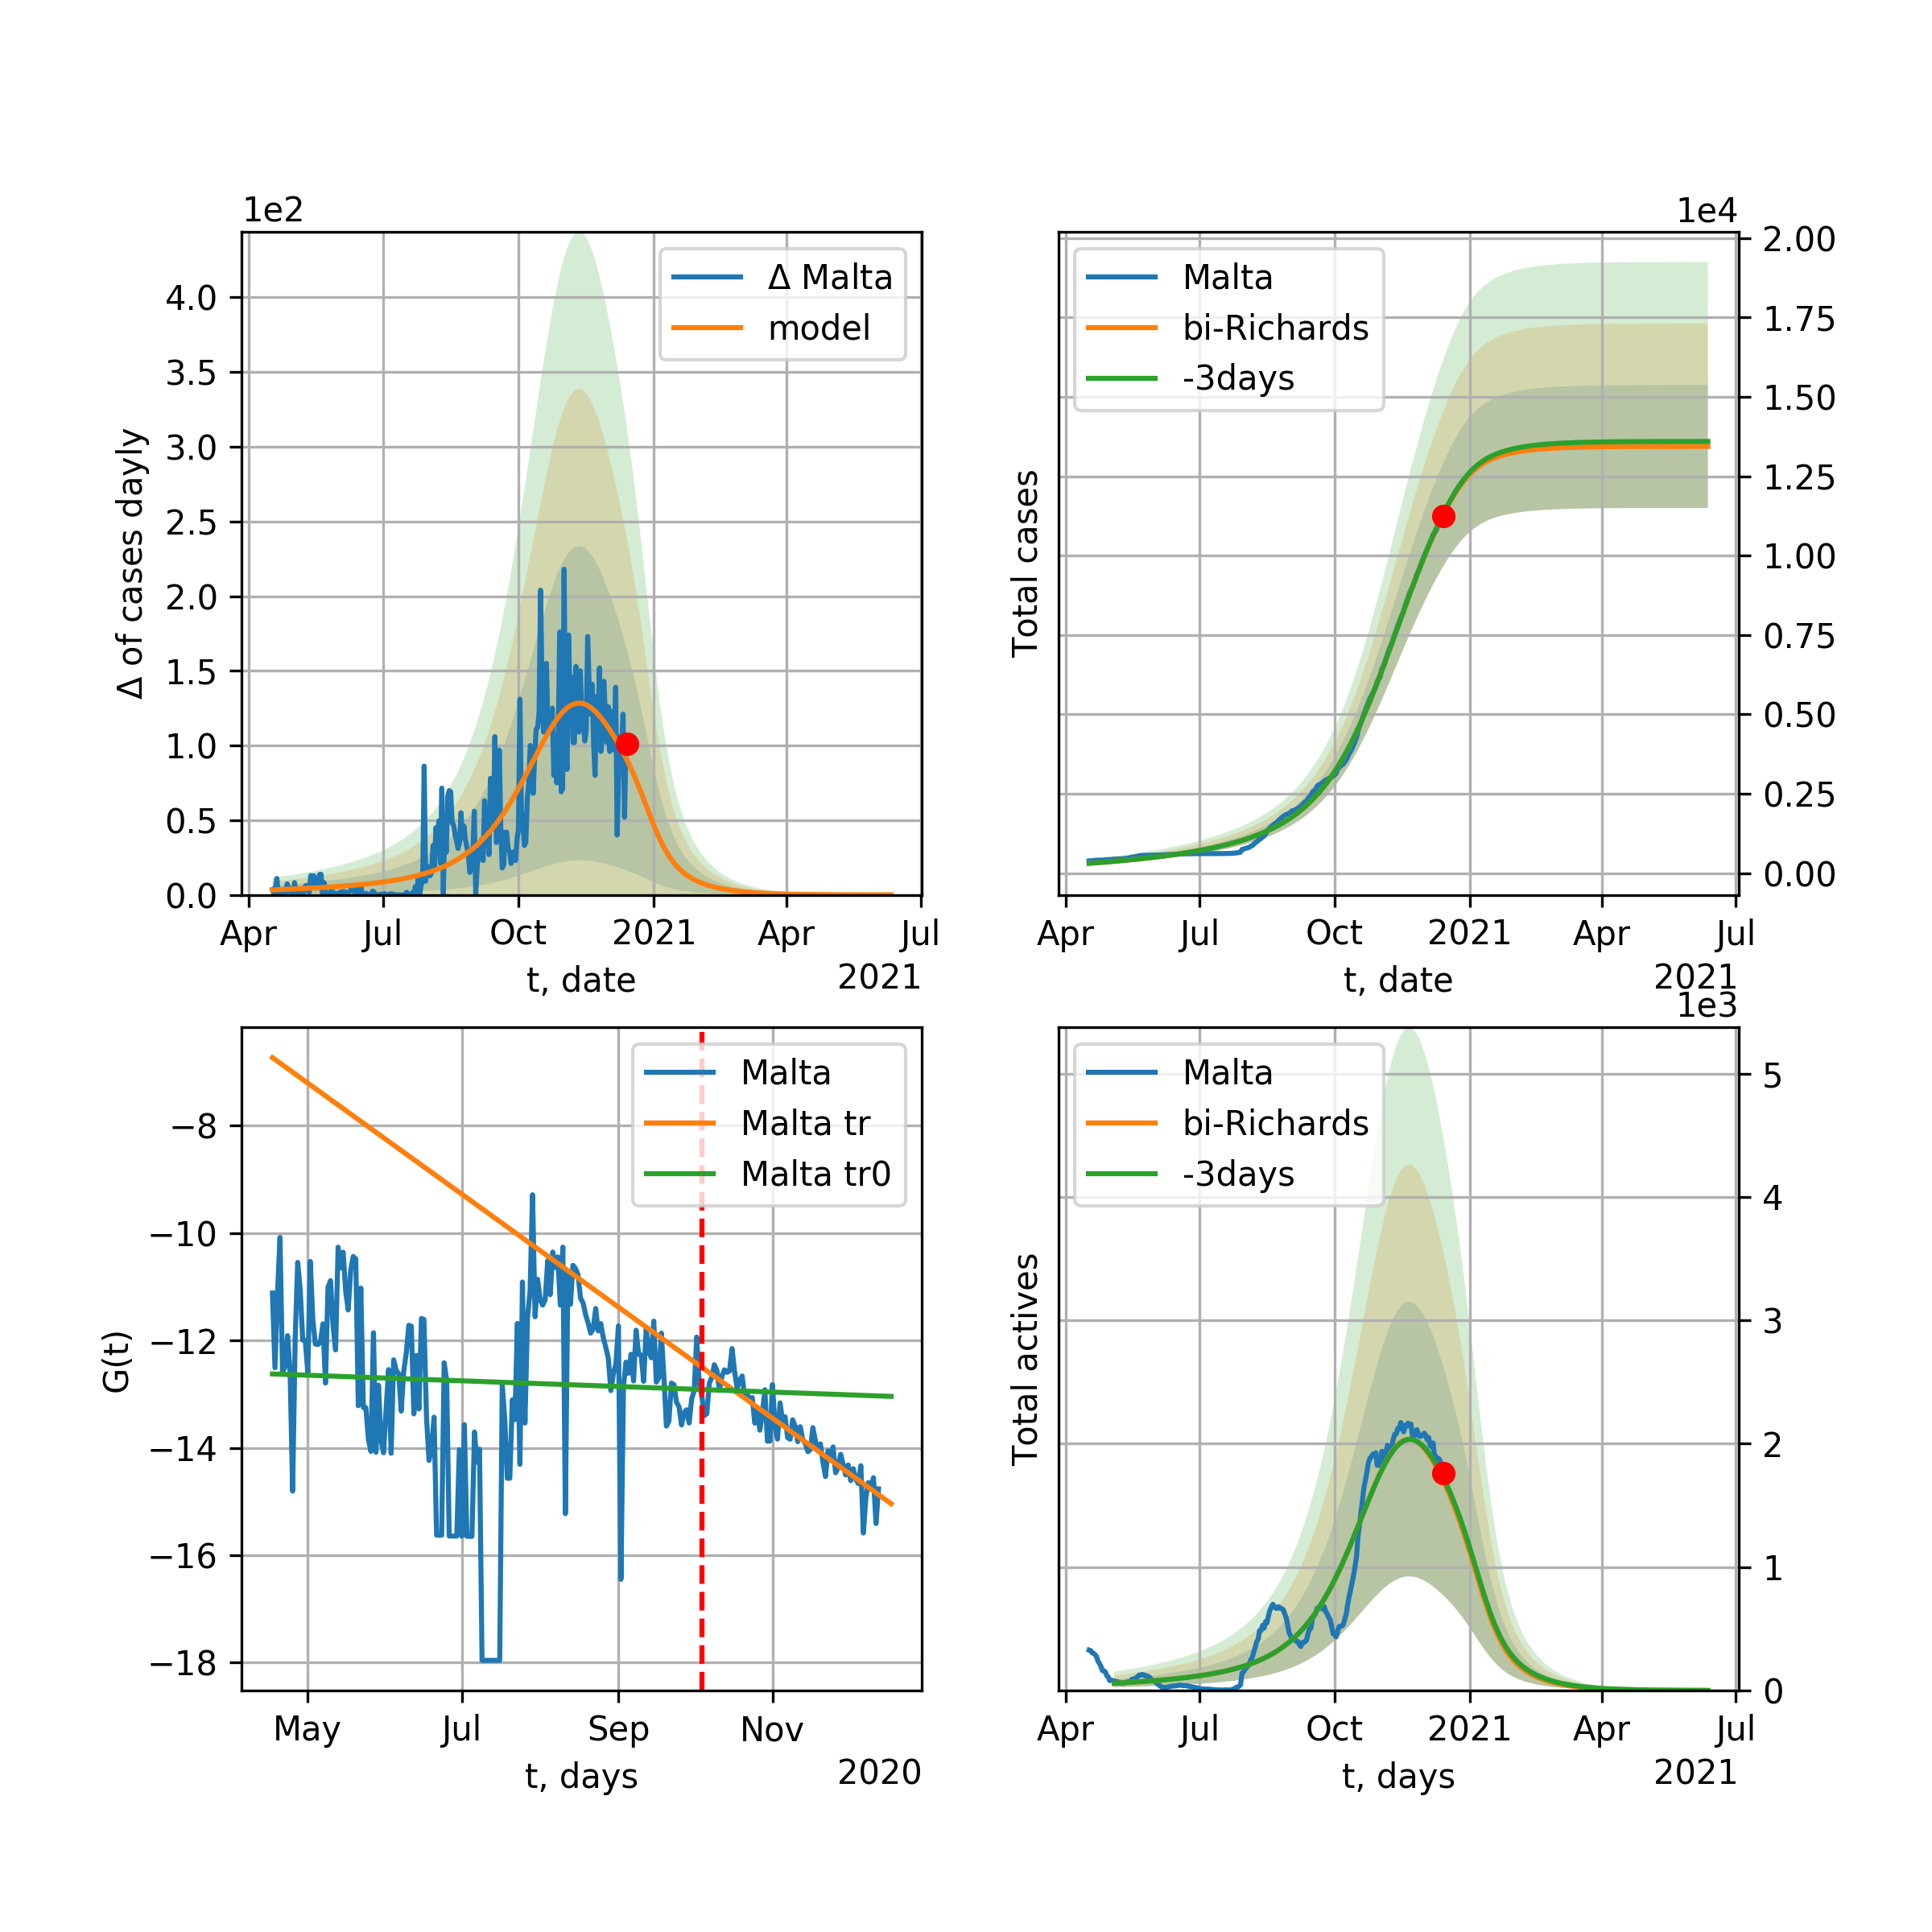 1e2
Δ Malta
model
4.0
3.5
3.0
2.5
2.0
1.5
1.0
0.5
0.0
Δ of cases dayly
Apr Jul Oct 2021 Apr Jul
t, date
2021
1e4
Malta
bi-Richards
-3days
2.00
1.75
1.50
1.25
1.00
0.75
0.50
0.25
0.00
Total cases
Apr Jul Oct 2021 Apr Jul
t, date
2021
Malta
Malta tr
Malta tr0
−8
−10
−12
−14
−16
−18
G(t)
May Jul Sep Nov
t, days
2020
1e3
Malta
bi-Richards
-3days
5
4
3
2
1
0
Total actives
Apr Jul Oct 2021 Apr Jul
t, days
2021